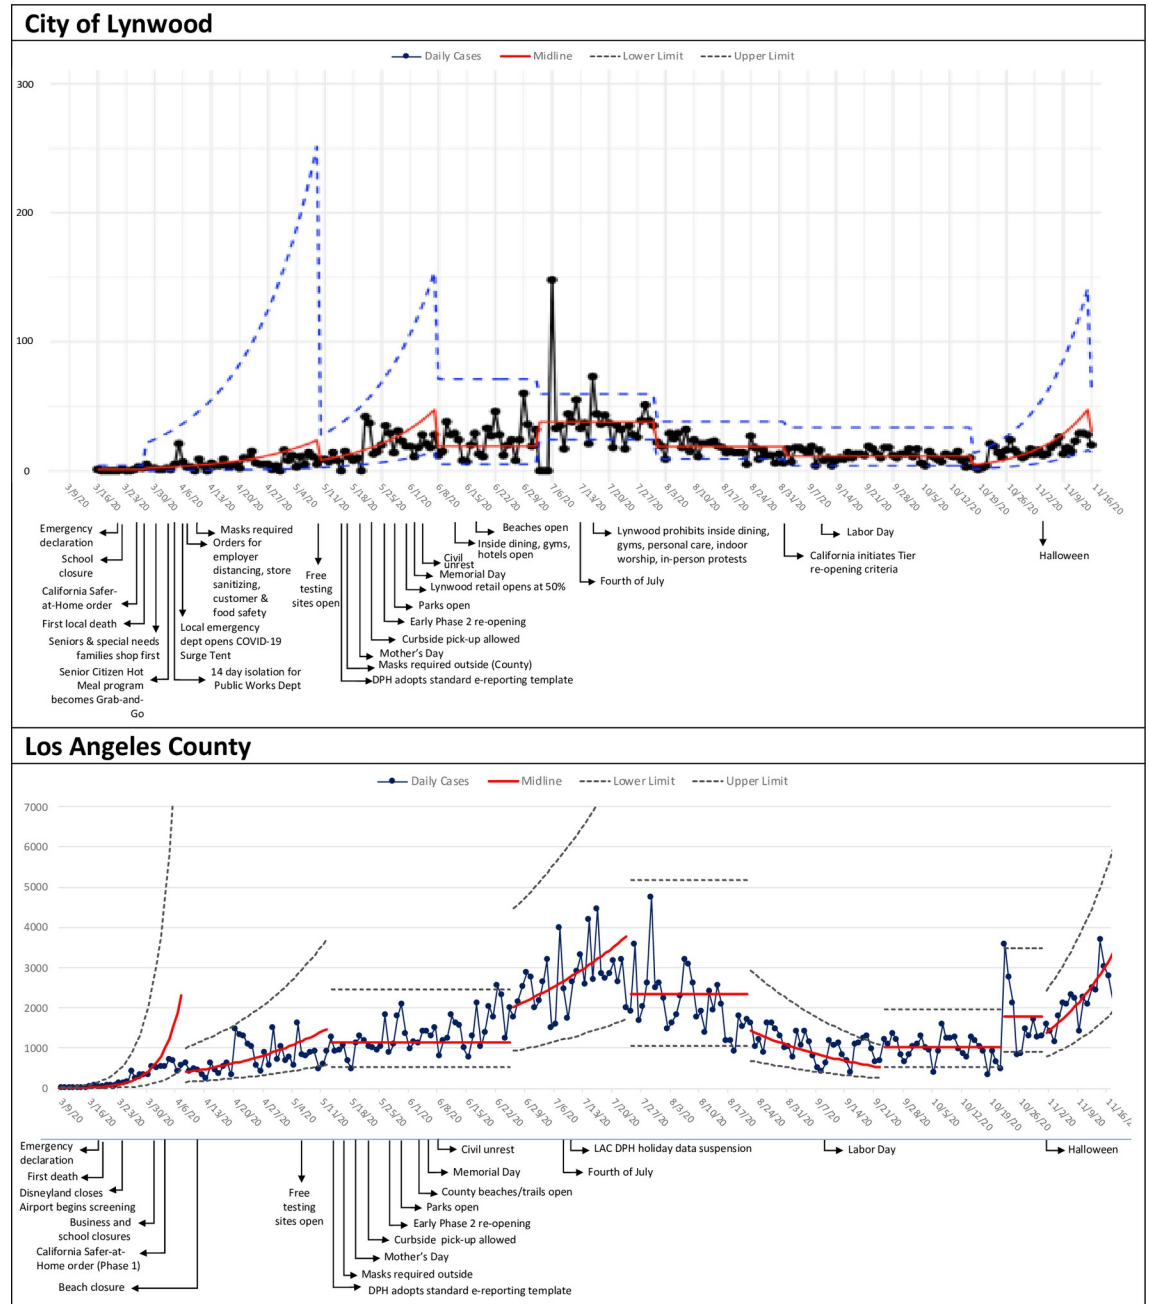 City of Lynwood
Daily Cases Midline Lower Limit Upper Limit
300
200
100
0
3/9/20 3/16/20 3/23/20 3/30/20 4/6/20 4/13/20 4/20/20 4/27/20 5/4/20 5/11/20 5/18/20 5/25/20 6/1/20 6/8/20 6/15/20 6/22/20 6/29/20 7/6/20 7/13/20 7/20/20 7/27/20 8/3/20 8/10/20 8/17/20 8/24/20 8/31/20 9/7/20 9/14/20 9/21/20 9/28/20 10/5/20 10/12/20 10/19/20 10/26/20 11/2/20 11/9/20 11/16/20
Emergency
declaration
School
closure
California Safer-
at-Home order
First local death
Seniors & special needs
families shop first
Senior Citizen Hot
Meal program
becomes Grab-and-
Go
Masks required
Orders for
employer
distancing, store
sanitizing,
customer &
food safety
Local emergency
dept opens COVID-19
Surge Tent
14 day isolation for
Public Works Dept
Free
testing
sites open
Beaches open
Inside dining, gyms,
hotels open
Civil
unrest
Memorial Day
Lynwood retail opens at 50%
Parks open
Early Phase 2 re-opening
Curbside pick-up allowed
Mother's Day
Masks required outside (County)
DPH adopts standard e-reporting template
Lynwood prohibits inside dining,
gyms, personal care, indoor
worship, in-person protests
Fourth of July
Labor Day
California initiates Tier
re-opening criteria
Halloween
Los Angeles County
Daily Cases Midline Lower Limit Upper Limit
7000
6000
5000
4000
3000
2000
1000
0
3/9/20 3/16/20 3/23/20 3/30/20 4/6/20 4/13/20 4/20/20 4/27/20 5/4/20 5/11/20 5/18/20 5/25/20 6/1/20 6/8/20 6/15/20 6/22/20 6/29/20 7/6/20 7/13/20 7/20/20 7/27/20 8/3/20 8/10/20 8/17/20 8/24/20 8/31/20 9/7/20 9/14/20 9/21/20 9/28/20 10/5/20 10/12/20 10/19/20 10/26/20 11/2/20 11/9/20 11/16/20
Emergency
declaration
First death
Disneyland closes
Airport begins screening
Business and
school closures
California Safer-at-
Home order (Phase 1)
Beach closure
Free
testing
sites open
Civil unrest
Memorial Day
County beaches/trails open
Parks open
Early Phase 2 re-opening
Curbside pick-up allowed
Mother's Day
Masks required outside
DPH adopts standard e-reporting template
LAC DPH holiday data suspension
Fourth of July
Labor Day
Halloween